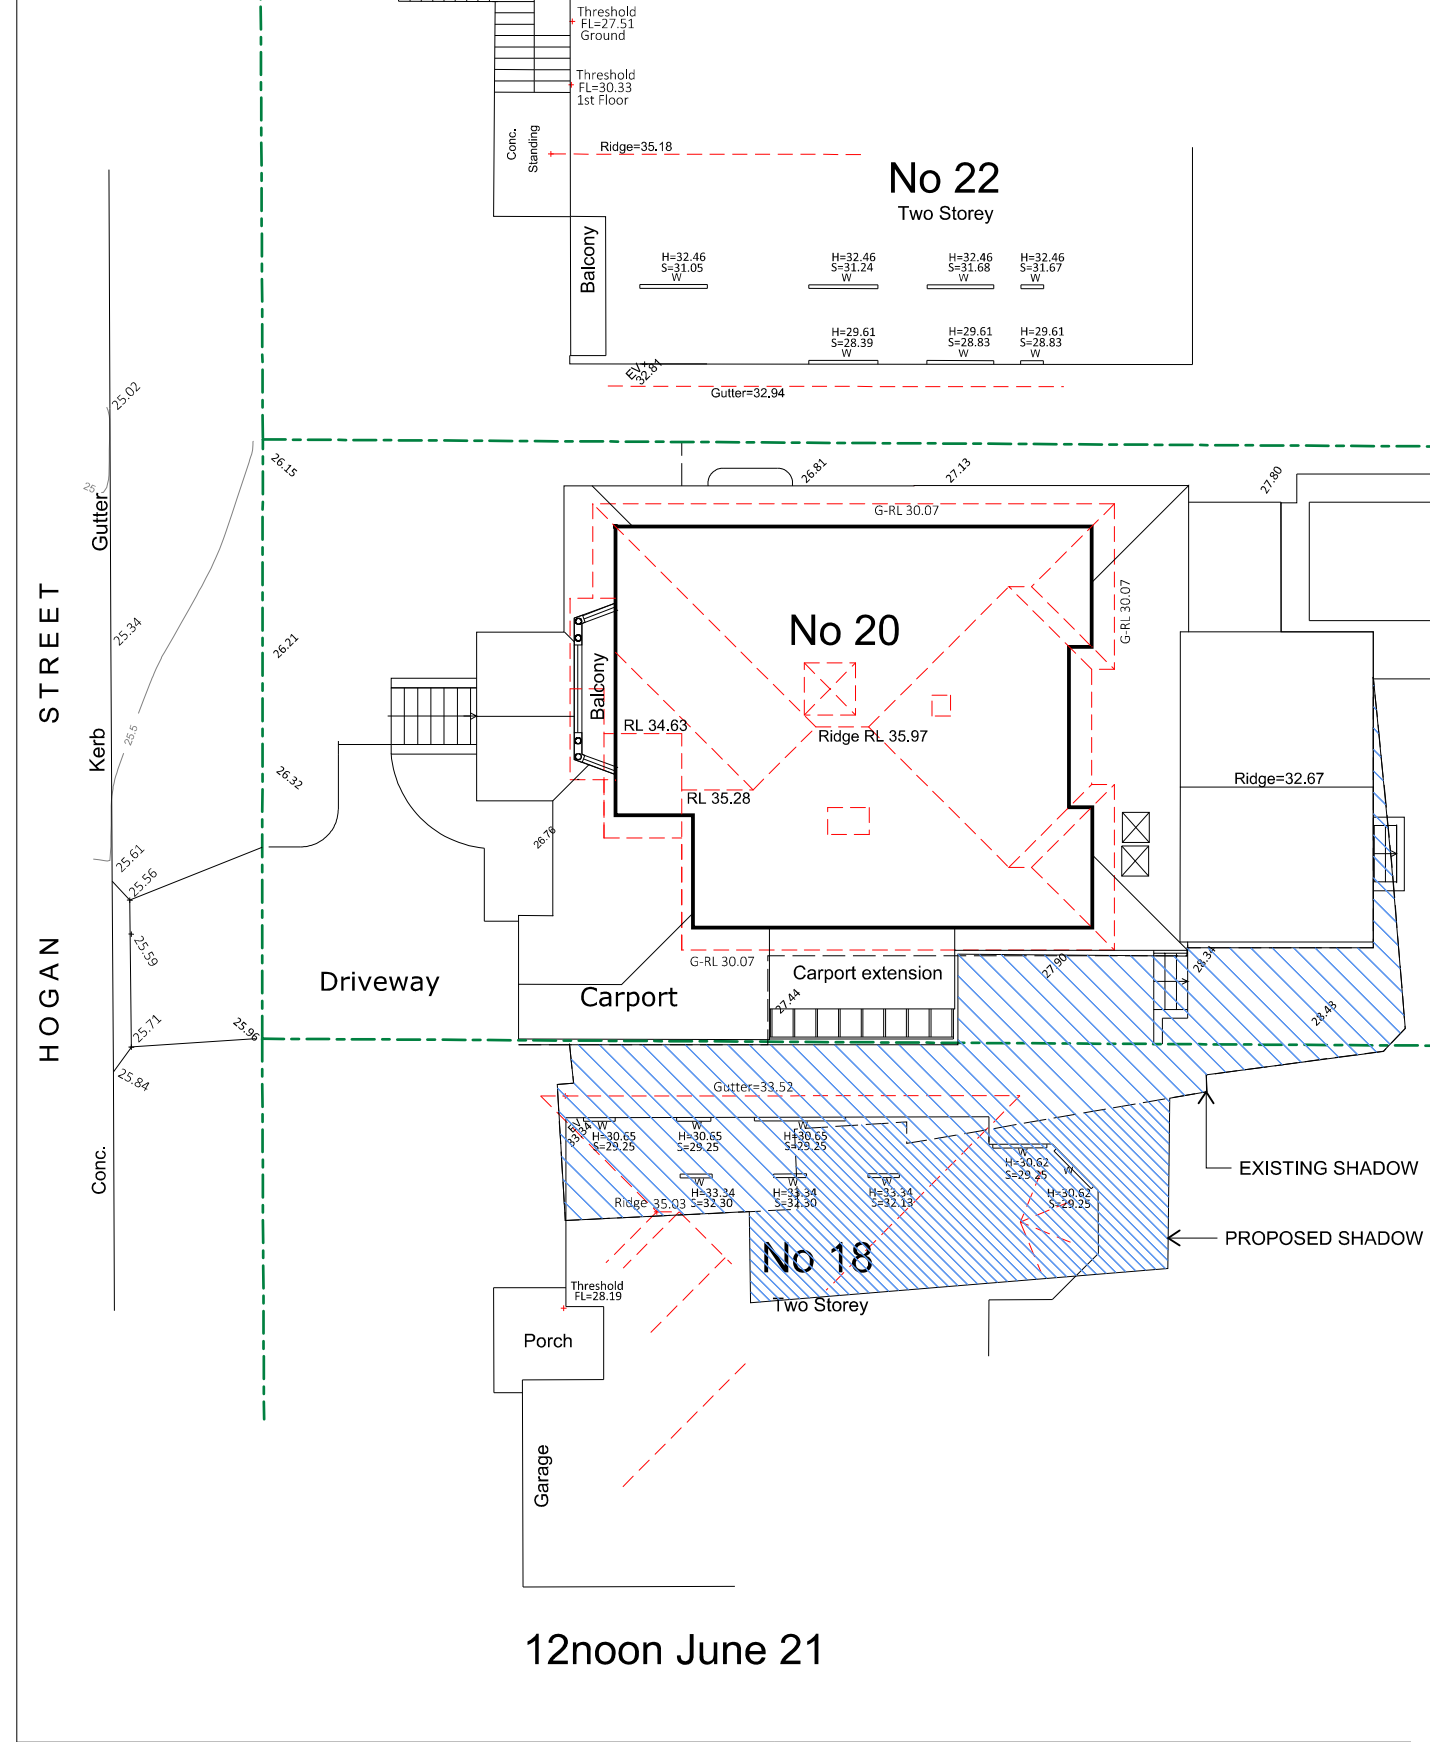 Threshold
FL=27.51
Ground
Threshold
FL=30.33
1st Floor
Conc.
Standing
Ridge=35.18
No 22
Two Storey
Balcony
H=32.46
S=31.05
W
H=32.46
S=31.24
W
H=32.46
S=31.68
W
H=32.46
S=31.67
W
H=29.61
S=28.39
W
H=29.61
S=28.83
W
H=29.61
S=28.83
W
EV
32.81
Gutter=32.94
25.02
25
Gutter
26.15
26.81
27.13
27.80
G-RL 30.07
G-RL 30.07
STREET
25.34
26.21
No 20
Balcony
RL 34.63
Ridge RL 35.97
Kerb
25.5
26.32
RL 35.28
Ridge=32.67
26.76
25.61
25.56
25.59
HOGAN
Driveway
G-RL 30.07
Carport extension
27.90
28.34
Carport
27.44
28.43
25.71
25.96
25.84
Gutter=33.52
EV
33.34
W
H=30.65
S=29.25
W
H=30.65
S=29.25
W
H=30.65
S=29.25
W
H=30.62
S=29.25
W
H=30.62
S=29.25
Conc.
W
H=33.34
S=32.30
W
H=33.34
S=32.30
W
H=33.34
S=32.13
Ridge 35.03
EXISTING SHADOW
PROPOSED SHADOW
No 18
Two Storey
Threshold
FL=28.19
Porch
Garage
12noon June 21